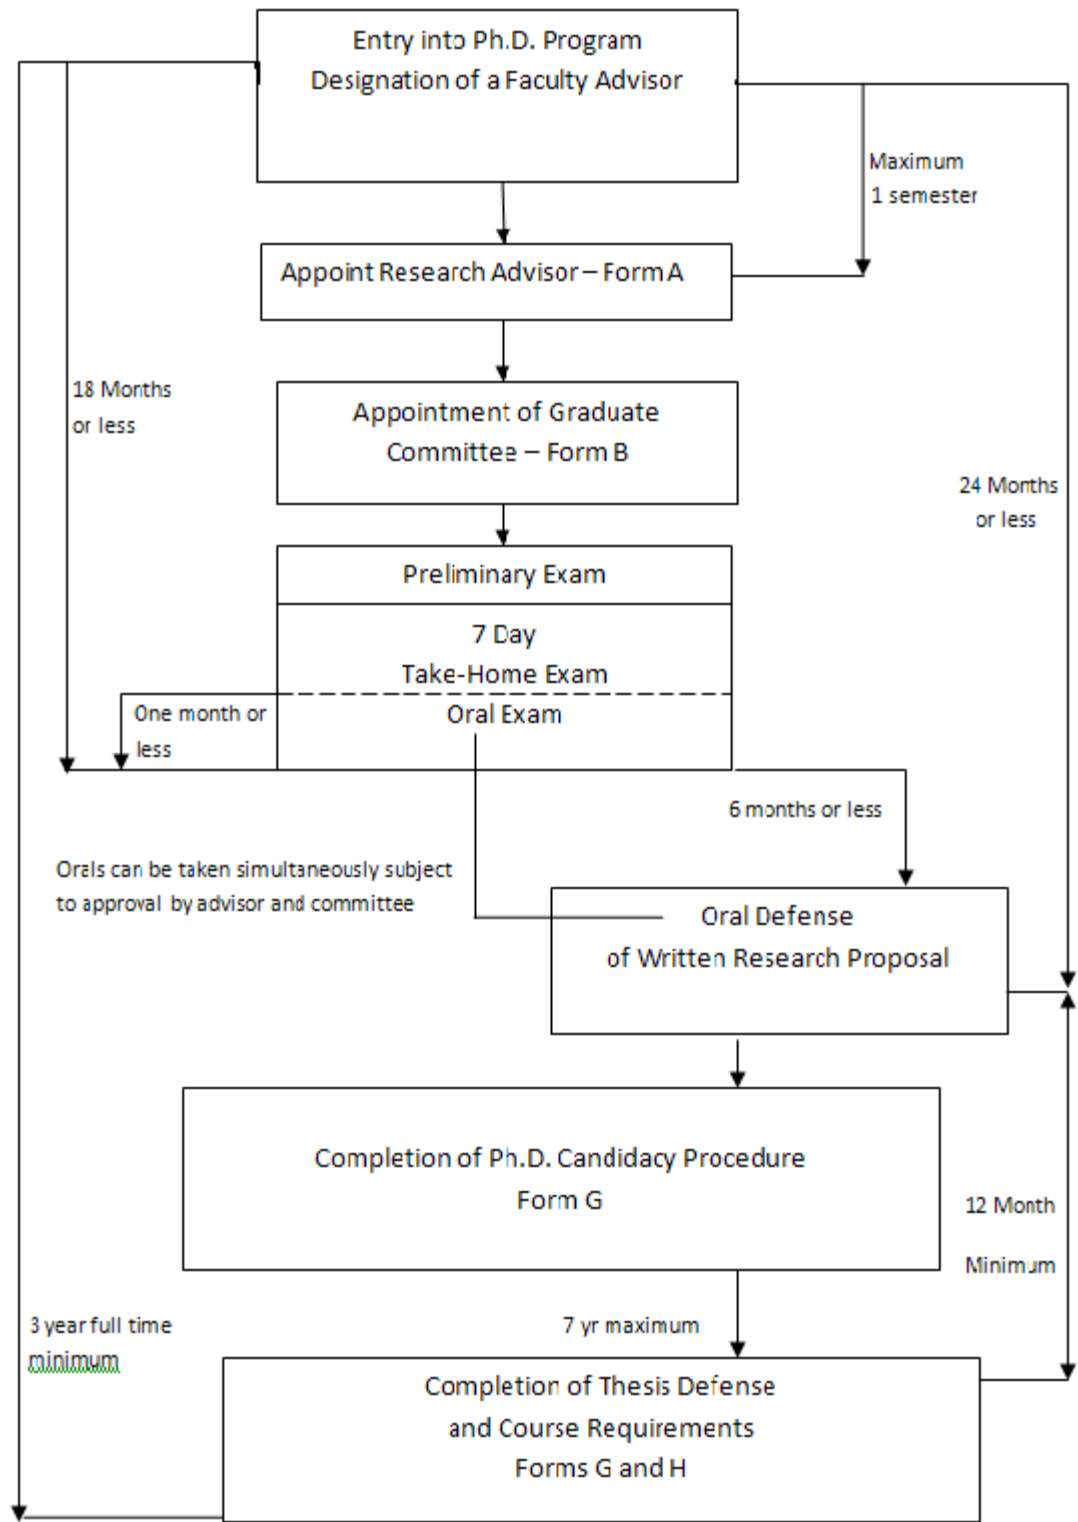 Entry into Ph.D. Program
Designation of a Faculty Advisor
Maximum
1 semester
Appoint Research Advisor – Form A
18 Months
or less
Appointment of Graduate
Committee – Form B
24 Months
or less
Preliminary Exam
7 Day
Take-Home Exam
One month or
less
Oral Exam
6 months or less
Orals can be taken simultaneously subject
to approval by advisor and committee
Oral Defense
of Written Research Proposal
Completion of Ph.D. Candidacy Procedure
Form G
12 Month
Minimum
3 year full time
minimum
7 yr maximum
Completion of Thesis Defense
and Course Requirements
Forms G and H